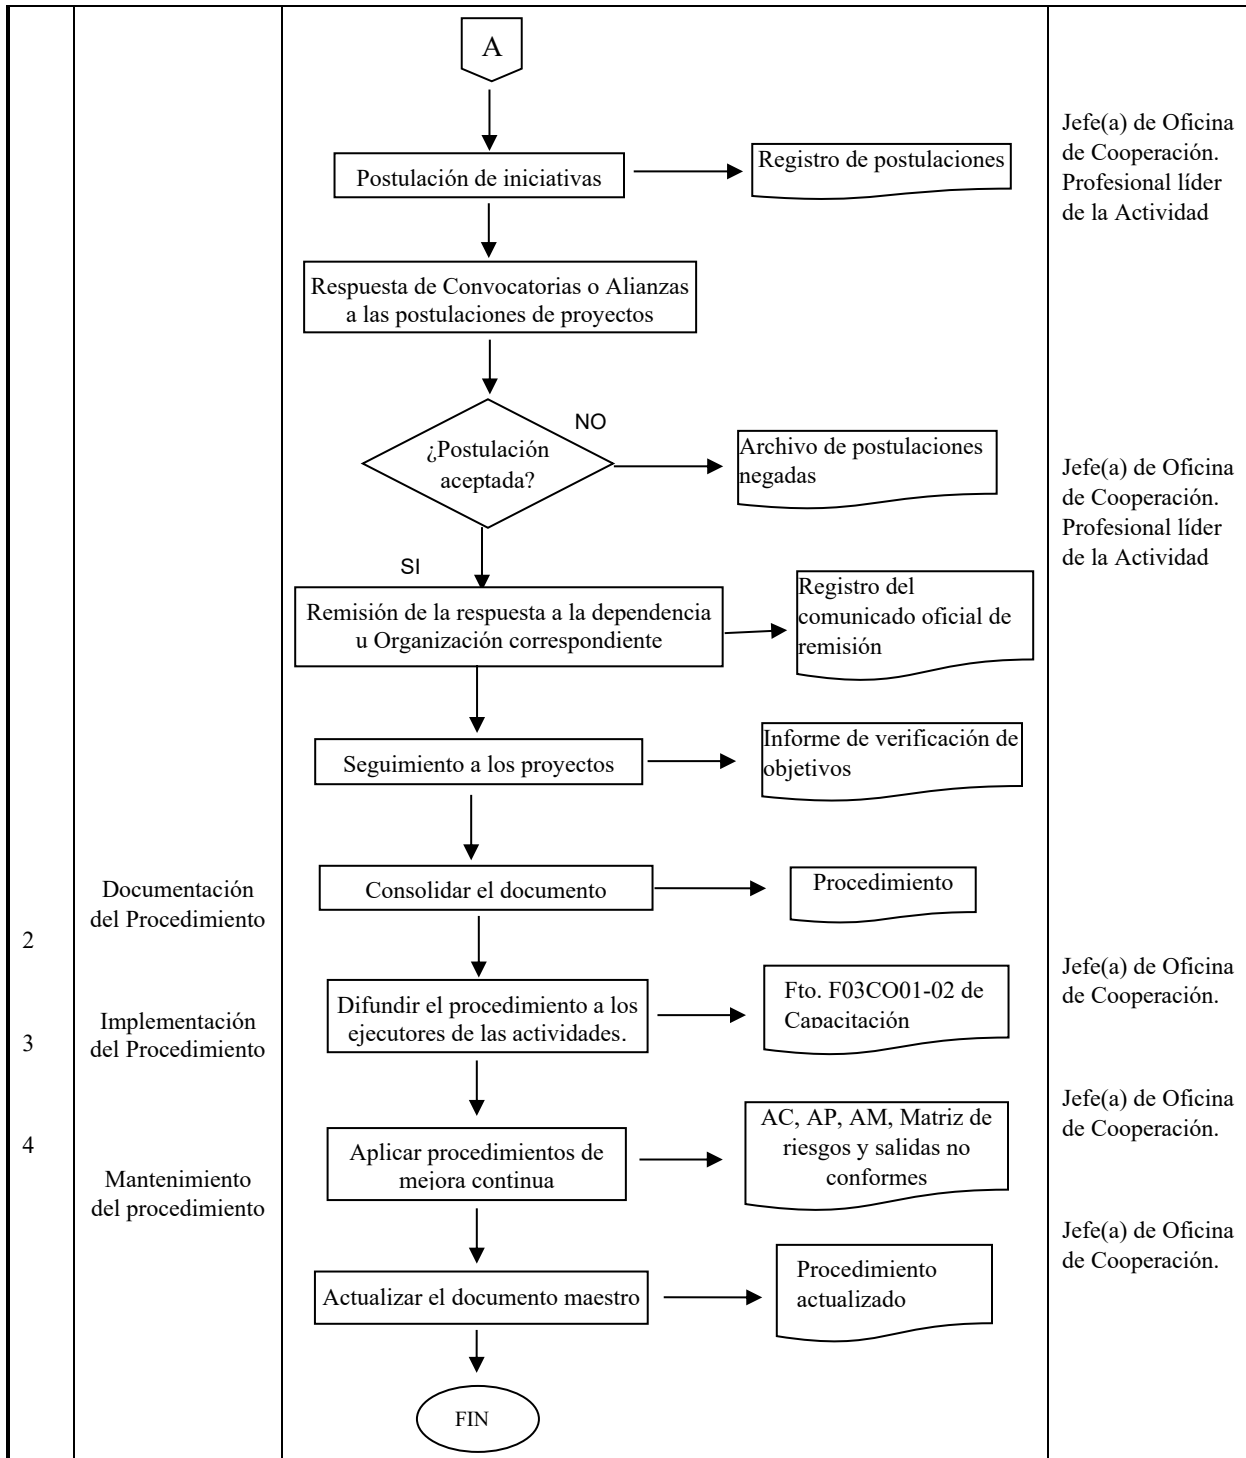 A
Jefe(a) de Oficina
de Cooperación.
Profesional líder
de la Actividad
Postulación de iniciativas
Registro de postulaciones
Respuesta de Convocatorias o Alianzas
a las postulaciones de proyectos
¿Postulación
aceptada?
NO
Archivo de postulaciones
negadas
Jefe(a) de Oficina
de Cooperación.
Profesional líder
de la Actividad
SI
Remisión de la respuesta a la dependencia
u Organización correspondiente
Registro del
comunicado oficial de
remisión
Seguimiento a los proyectos
Informe de verificación de
objetivos
2
Documentación
del Procedimiento
Consolidar el documento
Procedimiento
Jefe(a) de Oficina
de Cooperación.
3
Implementación
del Procedimiento
Difundir el procedimiento a los
ejecutores de las actividades.
Fto. F03CO01-02 de
Capacitación
Jefe(a) de Oficina
de Cooperación.
4
Mantenimiento
del procedimiento
Aplicar procedimientos de
mejora continua
AC, AP, AM, Matriz de
riesgos y salidas no
conformes
Jefe(a) de Oficina
de Cooperación.
Actualizar el documento maestro
Procedimiento
actualizado
FIN